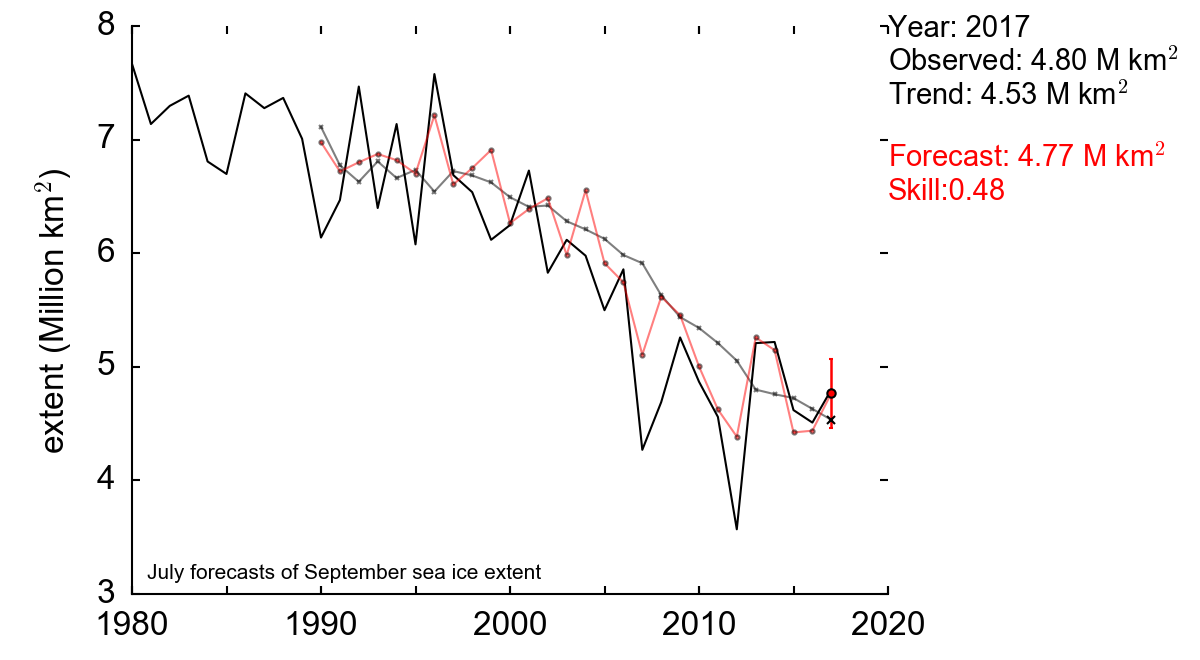 8
7
6
5
4
3
extent (Million km²)
1980
1990
2000
2010
2020
July forecasts of September sea ice extent
Year: 2017
Observed: 4.80 M km²
Trend: 4.53 M km²
Forecast: 4.77 M km²
Skill:0.48